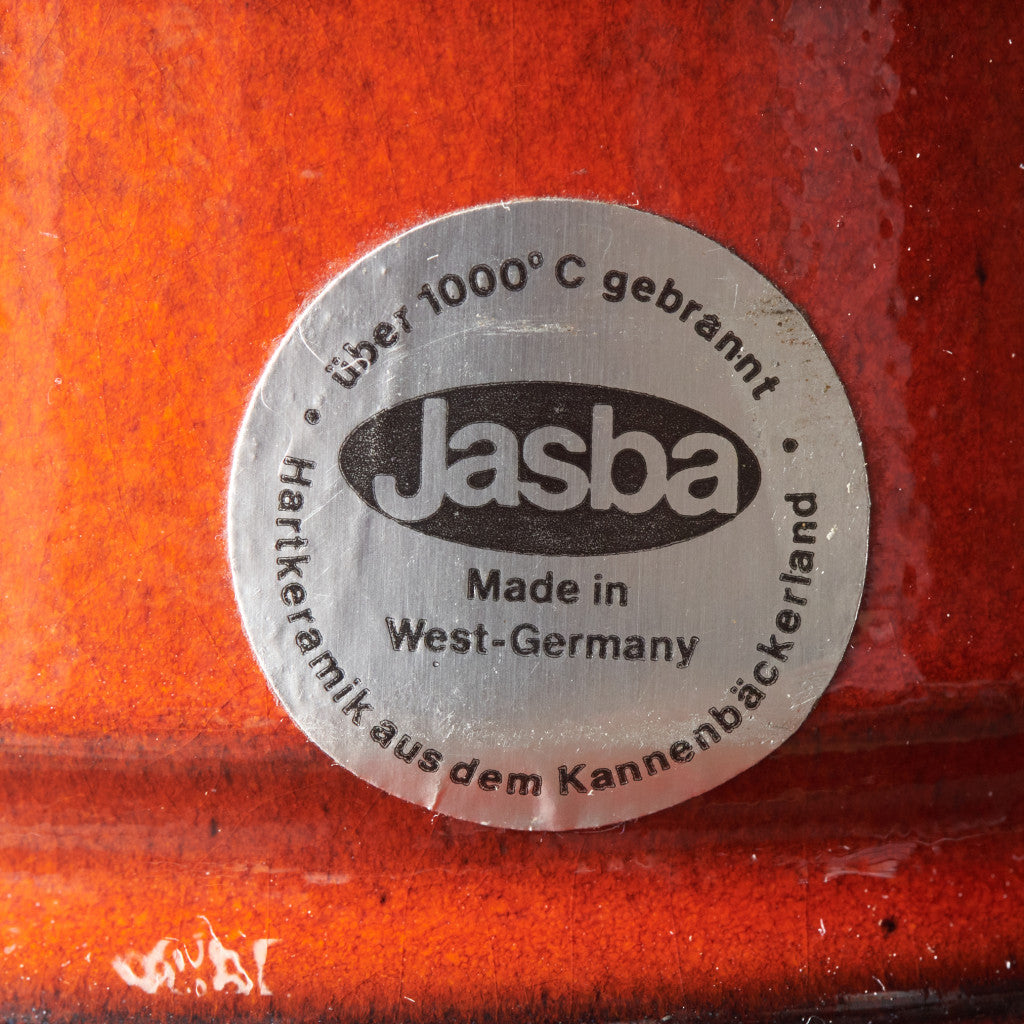 über 1000° C gebrannt
Jasba
Made in
West-Germany
• Hartkeramik aus dem Kannenbäckerland •